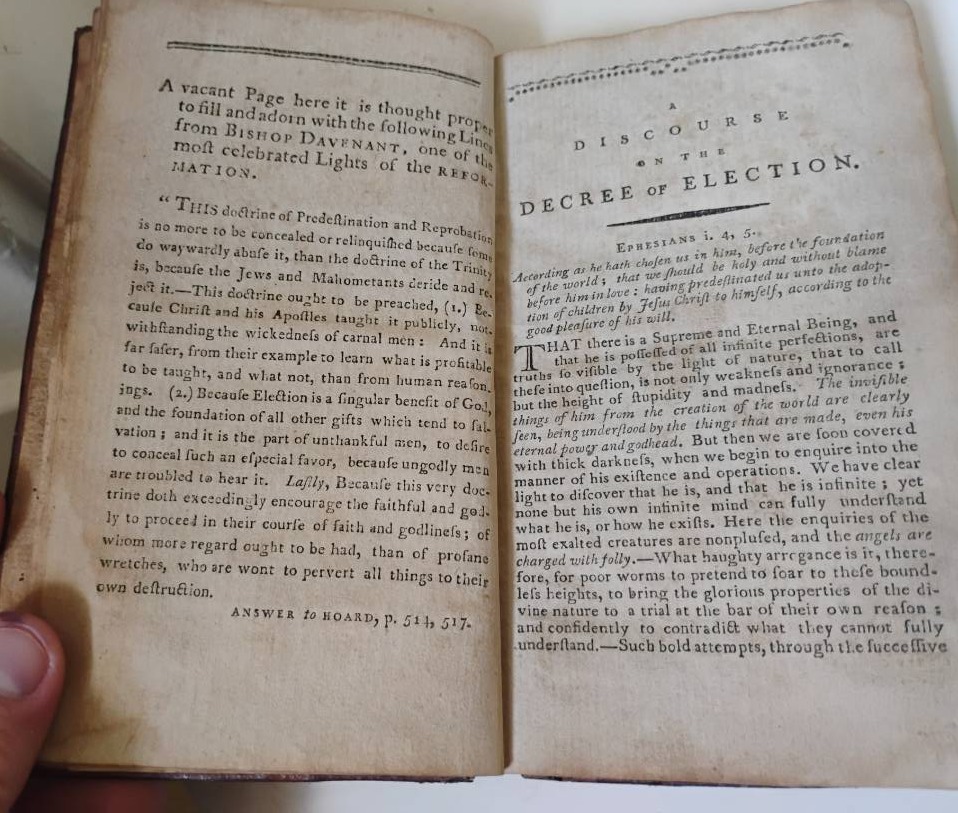 A vacant Page here it is thought proper
to fill and adorn with the following Lines
from BISHOP DAVENANT, one of the
moſt celebrated Lights of the REFOR-
MATION.
“ THIS doctrine of Predeſtination and Reprobation
is no more to be concealed or relinquiſhed becauſe ſome
do waywardly abuſe it, than the doctrine of the Trinity
is, becauſe the Jews and Mahometans deride and re-
ject it.—This doctrine ought to be preached, (1.) Be-
cauſe Chriſt and his Apoſtles taught it publicly, not-
withſtanding the wickedneſs of carnal men : And it is
far ſafer, from their example to learn what is profitable
to be taught, and what not, than from human reaſon-
ings. (2.) Becauſe Election is a ſingular benefit of God,
and the foundation of all other gifts which tend to ſal-
vation ; and it is the part of unthankful men, to deſire
to conceal ſuch an eſpecial favor, becauſe ungodly men
are troubled to hear it. Laſtly, Becauſe this very doc-
trine doth exceedingly encourage the faithful and god-
ly to proceed in their courſe of faith and godlineſs ; of
whom more regard ought to be had, than of profane
wretches, who are wont to pervert all things to their
own deſtruction.
ANSWER to HOARD, p. 514, 517.
A
DISCOURSE
ON THE
DECREE OF ELECTION.
EPHESIANS i. 4, 5.
According as he hath choſen us in him, before the foundation
of the world ; that we ſhould be holy and without blame
before him in love : having predeſtinated us unto the adop-
tion of children by Jeſus Chriſt to himſelf, according to the
good pleaſure of his will.
THAT there is a Supreme and Eternal Being, and
that he is poſſeſſed of all infinite perfections, are
truths ſo viſible by the light of nature, that to call
theſe into queſtion, is not only weakneſs and ignorance ;
but the height of ſtupidity and madneſs. The inviſible
things of him from the creation of the world are clearly
ſeen, being underſtood by the things that are made, even his
eternal power and godhead. But then we are ſoon covered
with thick darkneſs, when we begin to enquire into the
manner of his exiſtence and operations. We have clear
light to diſcover that he is, and that he is infinite ; yet
none but his own infinite mind can fully underſtand
what he is, or how he exiſts. Here the enquiries of the
moſt exalted creatures are nonpluſed, and the angels are
charged with folly.—What haughty arrogance is it, there-
fore, for poor worms to pretend to ſoar to theſe bound-
leſs heights, to bring the glorious properties of the di-
vine nature to a trial at the bar of their own reaſon ;
and confidently to contradict what they cannot fully
underſtand.—Such bold attempts, through the ſucceſſive